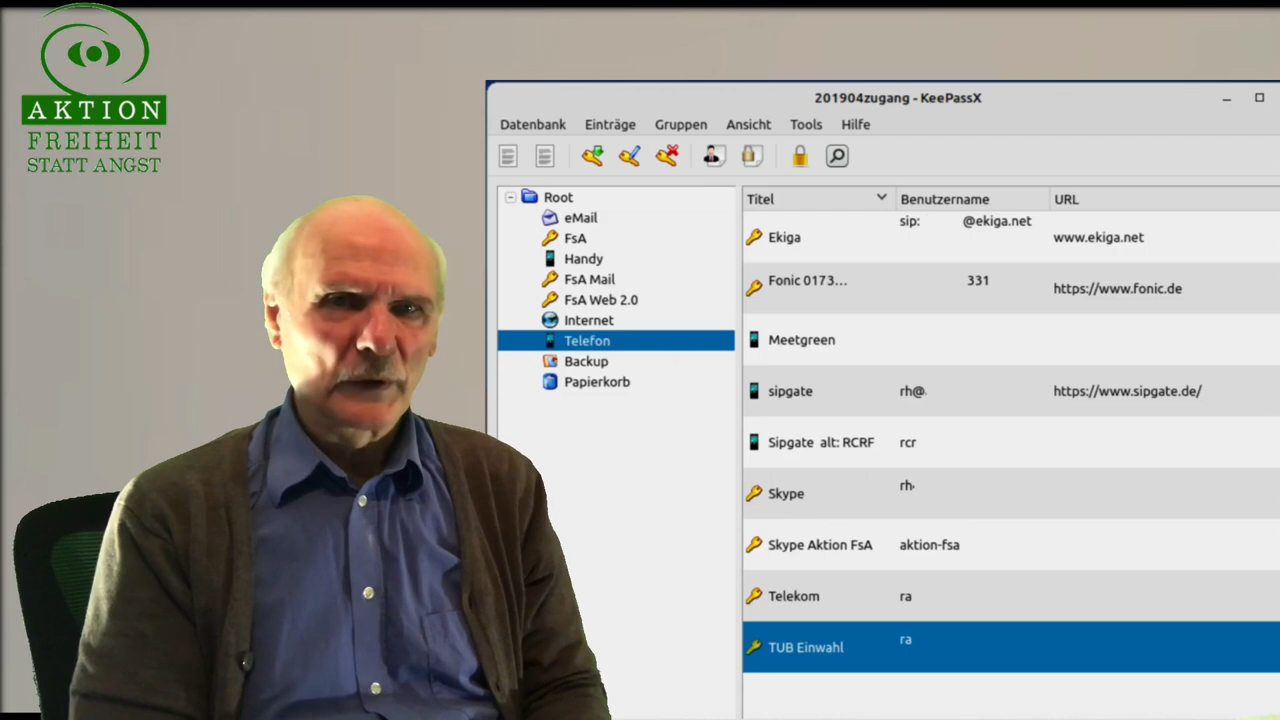 AKTION
FREIHEIT
STATT ANGST
201904zugang - KeePassX
Datenbank Einträge Gruppen Ansicht Tools Hilfe
Root
eMail
FsA
Handy
FsA Mail
FsA Web 2.0
Internet
Telefon
Backup
Papierkorb
Titel Benutzername URL
Ekiga sip: @ekiga.net www.ekiga.net
Fonic 0173... 331 https://www.fonic.de
Meetgreen
sipgate rh@ https://www.sipgate.de/
Sipgate alt: RCRF rcr
Skype rh
Skype Aktion FsA aktion-fsa
Telekom ra
TUB Einwahl ra